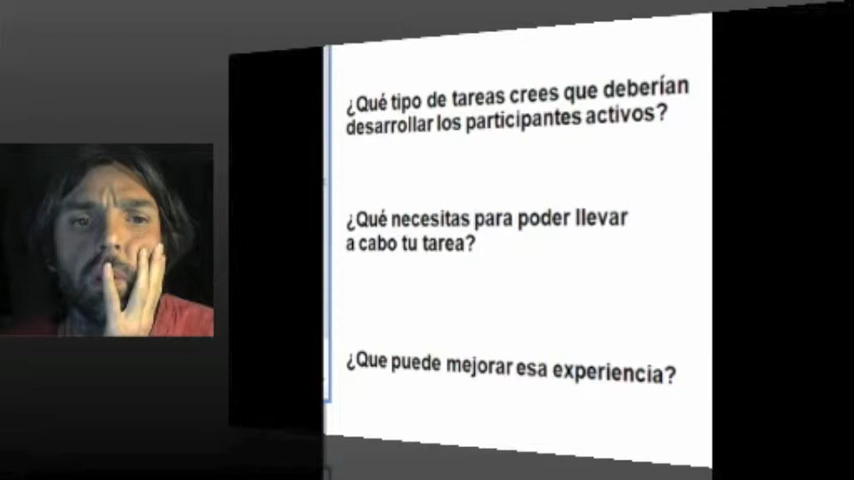 ¿Qué tipo de tareas crees que deberían
desarrollar los participantes activos?
¿Qué necesitas para poder llevar
a cabo tu tarea?
¿Que puede mejorar esa experiencia?